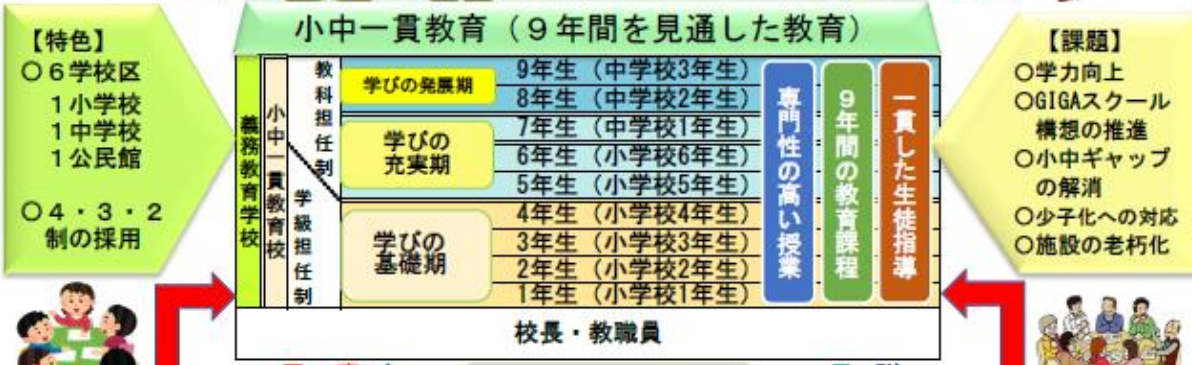 小中一貫教育（９年間を見通した教育）
【特色】
〇６学校区
１小学校
１中学校
１公民館
〇４・３・２
制の採用
義務教育学校
小中一貫教育校
教科担任制
学級担任制
学びの発展期
学びの
充実期
学びの
基礎期
9年生（中学校3年生）
8年生（中学校2年生）
7年生（中学校1年生）
6年生（小学校6年生）
5年生（小学校5年生）
4年生（小学校4年生）
3年生（小学校3年生）
2年生（小学校2年生）
1年生（小学校1年生）
専門性の高い授業
９年間の教育課程
一貫した生徒指導
校長・教職員
【課題】
〇学力向上
〇GIGAスクール
構想の推進
〇小中ギャップ
の解消
〇少子化への対応
〇施設の老朽化